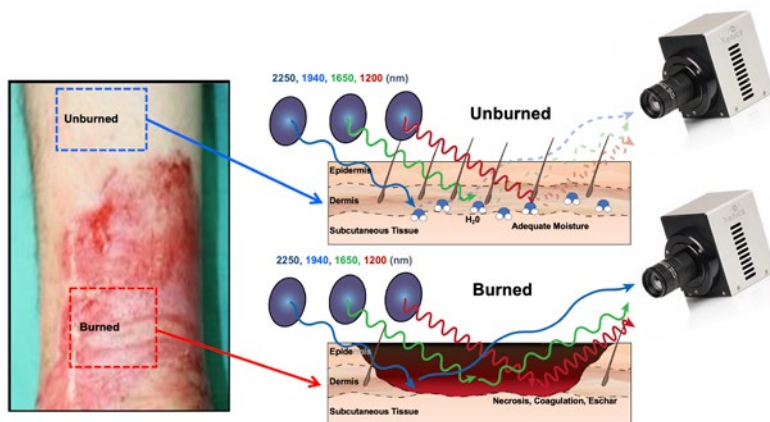 2250, 1940, 1650, 1200 (nm)
Unburned
Unburned
Epidermis
Dermis
H20
Subcutaneous Tissue
Adequate Moisture
2250, 1940, 1650, 1200 (nm)
Burned
Burned
Epidermis
Dermis
Necrosis, Coagulation, Eschar
Subcutaneous Tissue